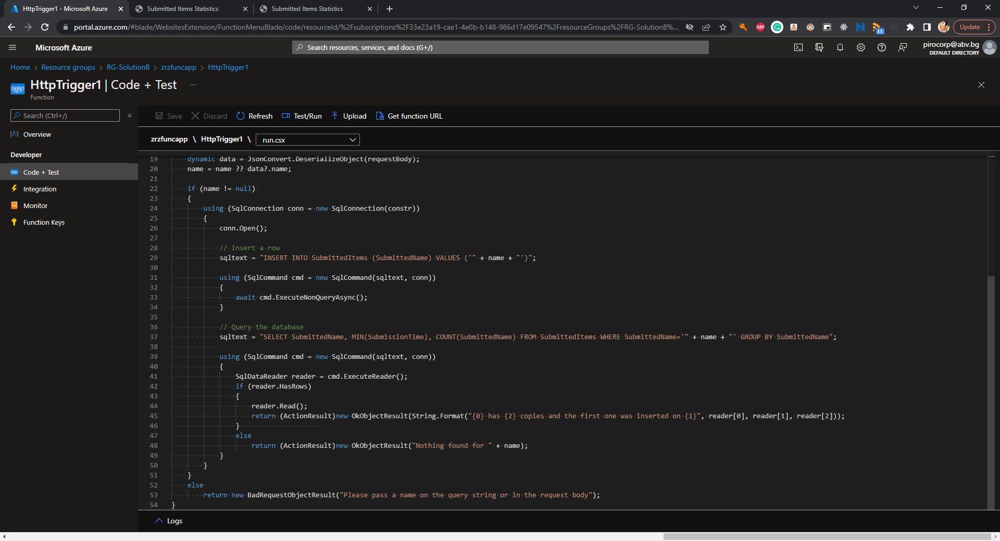 HttpTrigger1 - Microsoft Azure
Submitted Items Statistics
Submitted Items Statistics
portal.azure.com/#blade/WebsitesExtension/FunctionMenuBlade/code/resourceId/%2Fsubscriptions%2F33e23a19-cae1-4e0b-b148-986d17e09547%2FresourceGroups%2FRG-SolutionB%...
ABP
11
Update
Microsoft Azure
Search resources, services, and docs (G+/)
pirocorp@abv.bg
DEFAULT DIRECTORY
Home > Resource groups > RG-SolutionB > zrzfuncapp > HttpTrigger1
HttpTrigger1 | Code + Test ...
Function
Search (Ctrl+/)
«
Overview
Developer
Code + Test
Integration
Monitor
Function Keys
Save
Discard
Refresh
Test/Run
Upload
Get function URL
zrzfuncapp \ HttpTrigger1 \ run.csx
19 dynamic data = JsonConvert.DeserializeObject(requestBody);
20 name = name ?? data?.name;
21
22 if (name != null)
23 {
24 using (SqlConnection conn = new SqlConnection(constr))
25 {
26 conn.Open();
27
28 // Insert a row
29 sqltext = "INSERT INTO SubmittedItems (SubmittedName) VALUES ('" + name + "')";
30
31 using (SqlCommand cmd = new SqlCommand(sqltext, conn))
32 {
33 await cmd.ExecuteNonQueryAsync();
34 }
35
36 // Query the database
37 sqltext = "SELECT SubmittedName, MIN(SubmissionTime), COUNT(SubmittedName) FROM SubmittedItems WHERE SubmittedName='" + name + "' GROUP BY SubmittedName";
38
39 using (SqlCommand cmd = new SqlCommand(sqltext, conn))
40 {
41 SqlDataReader reader = cmd.ExecuteReader();
42 if (reader.HasRows)
43 {
44 reader.Read();
45 return (ActionResult)new OkObjectResult(String.Format("{0} has {2} copies and the first one was inserted on {1}", reader[0], reader[1], reader[2]));
46 }
47 else
48 return (ActionResult)new OkObjectResult("Nothing found for " + name);
49 }
50 }
51 }
52 else
53 return new BadRequestObjectResult("Please pass a name on the query string or in the request body");
54 }
Logs